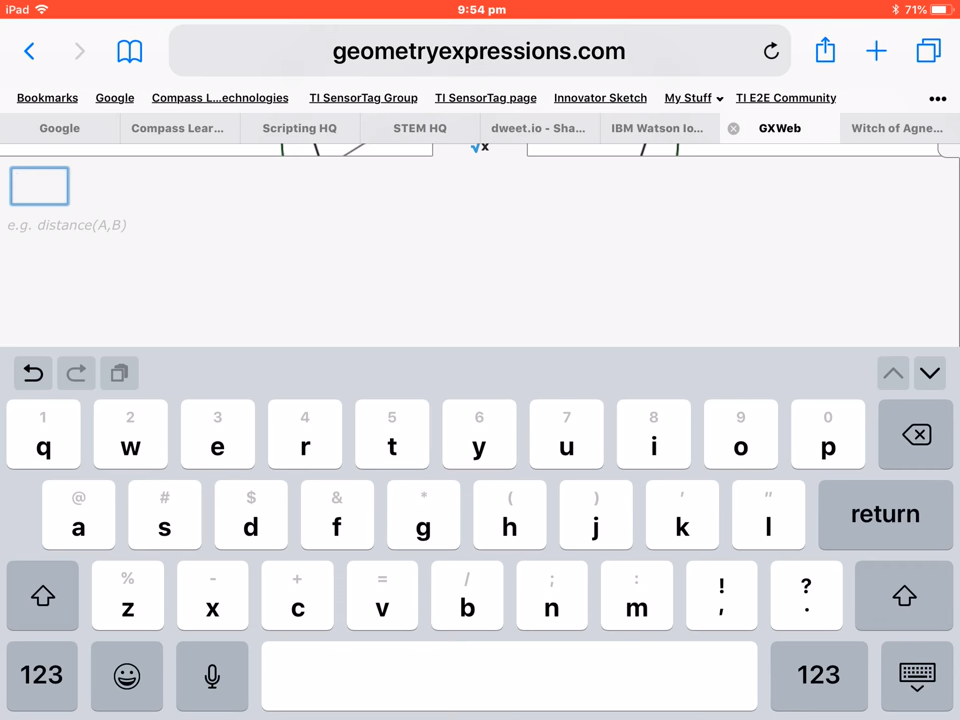 iPad 9:54 pm 71%
geometryexpressions.com
Bookmarks Google Compass L...echnologies TI SensorTag Group TI SensorTag page Innovator Sketch My Stuff TI E2E Community •••
Google Compass Lear... Scripting HQ STEM HQ dweet.io - Sha... IBM Watson Io... GXWeb Witch of Agne...
√x
e.g. distance(A,B)
1 2 3 4 5 6 7 8 9 0
q w e r t y u i o p
@ # $ & * ( ) ' "
a s d f g h j k l return
% - + = / ; : ! ?
z x c v b n m , .
123 123